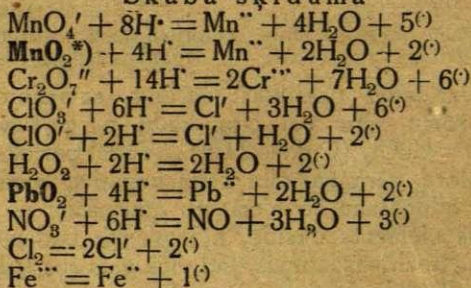 Skābā šķīdumā
MnO₄′ + 8H˙ = Mn˙˙ + 4H₂O + 5⁽˙⁾
MnO₂*) + 4H˙ = Mn˙˙ + 2H₂O + 2⁽˙⁾
Cr₂O₇″ + 14H˙ = 2Cr˙˙˙ + 7H₂O + 6⁽˙⁾
ClO₃′ + 6H˙ = Cl′ + 3H₂O + 6⁽˙⁾
ClO′ + 2H˙ = Cl′ + H₂O + 2⁽˙⁾
H₂O₂ + 2H˙ = 2H₂O + 2⁽˙⁾
PbO₂ + 4H˙ = Pb˙˙ + 2H₂O + 2⁽˙⁾
NO₃′ + 6H˙ = NO + 3H₂O + 3⁽˙⁾
Cl₂ = 2Cl′ + 2⁽˙⁾
Fe˙˙˙ = Fe˙˙ + 1⁽˙⁾